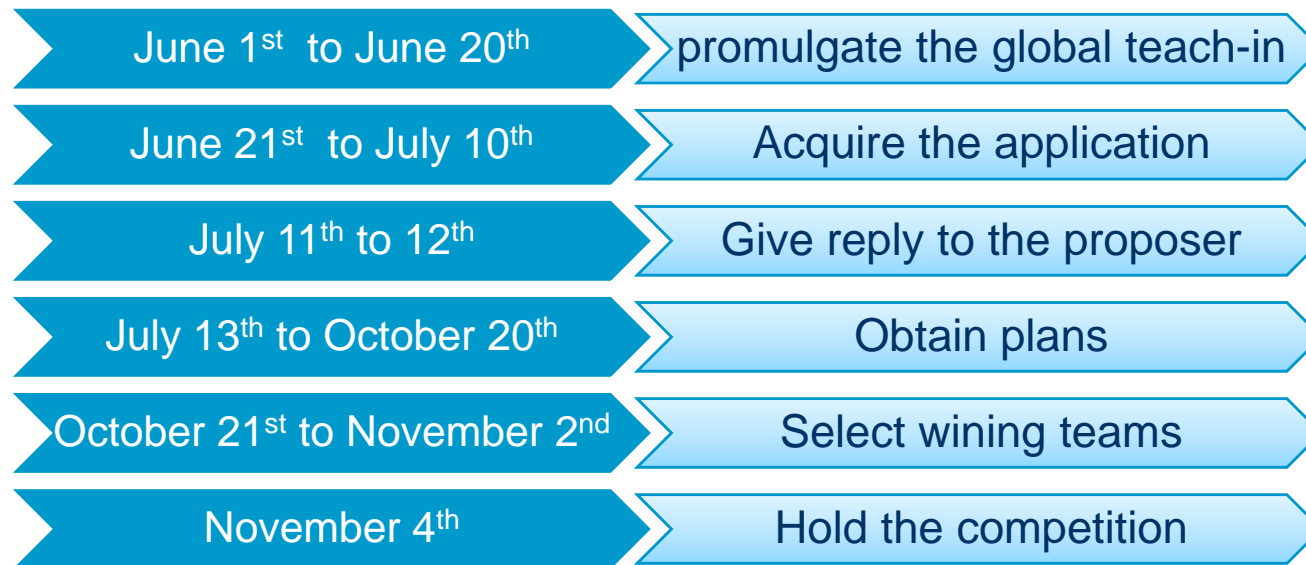 June 1st to June 20th
promulgate the global teach-in
June 21st to July 10th
Acquire the application
July 11th to 12th
Give reply to the proposer
July 13th to October 20th
Obtain plans
October 21st to November 2nd
Select wining teams
November 4th
Hold the competition